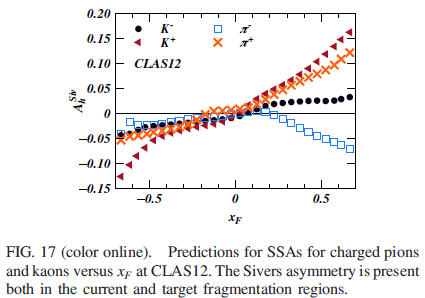 0.20
K⁻ π⁻
0.15
K⁺ π⁺
0.10
CLAS12
0.05
A_h^Siv
0
−0.05
−0.10
−0.15
−0.5 0 0.5
x_F
FIG. 17 (color online). Predictions for SSAs for charged pions
and kaons versus x_F at CLAS12. The Sivers asymmetry is present
both in the current and target fragmentation regions.